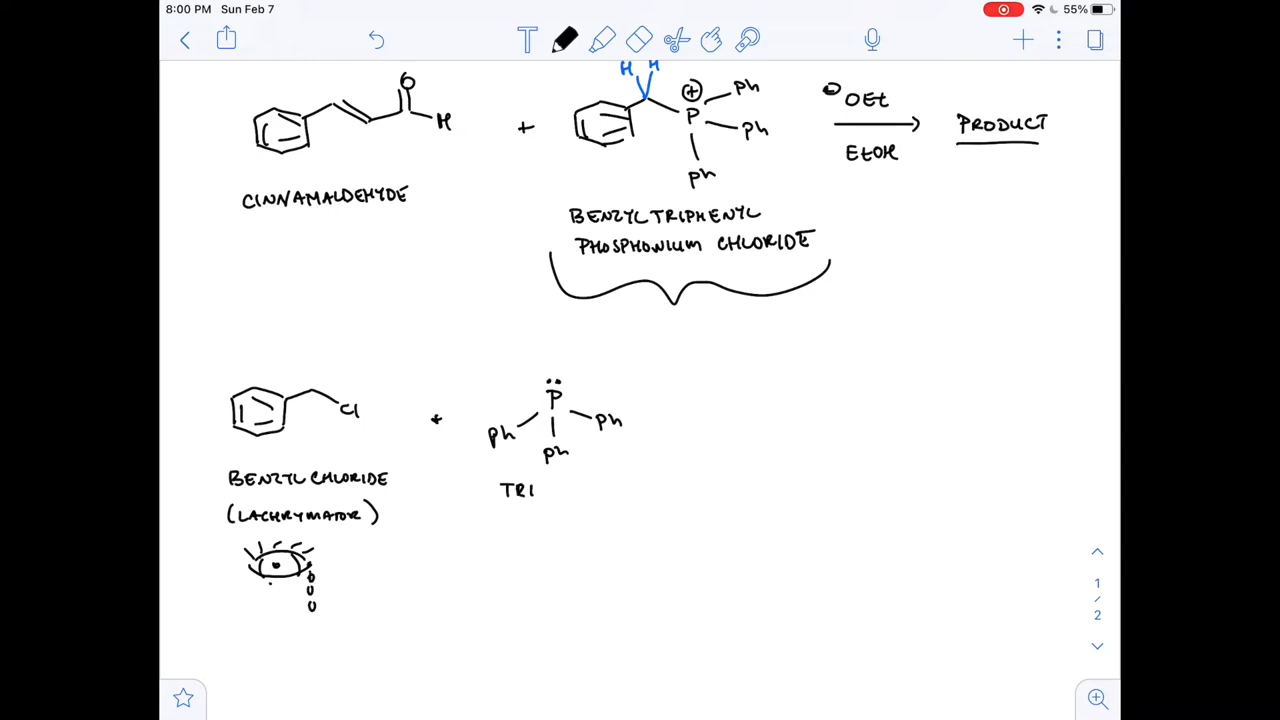 8:00 PM Sun Feb 7
55%
T
H H
O
H
+
⊕
P
Ph
Ph
Ph
⊖OEt
EtOH
PRODUCT
CINNAMALDEHYDE
BENZYLTRIPHENYL
PHOSPHONIUM CHLORIDE
Cl
+
P
Ph
Ph
Ph
BENZYL CHLORIDE
(LACHRYMATOR)
TRI
1
/
2